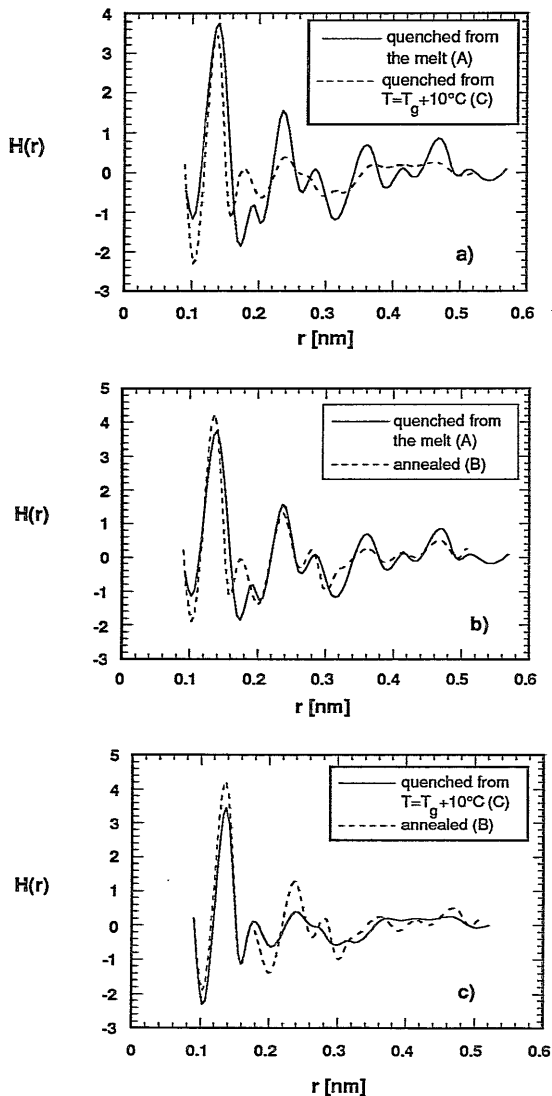 4
3
2
1
0
-1
-2
-3
H(r)
quenched from
the melt (A)
quenched from
T=Tg+10°C (C)
a)
0 0.1 0.2 0.3 0.4 0.5 0.6
r [nm]
5
4
3
2
1
0
-1
-2
-3
H(r)
quenched from
the melt (A)
annealed (B)
b)
0 0.1 0.2 0.3 0.4 0.5 0.6
r [nm]
5
4
3
2
1
0
-1
-2
-3
H(r)
quenched from
T=Tg+10°C (C)
annealed (B)
c)
0 0.1 0.2 0.3 0.4 0.5 0.6
r [nm]